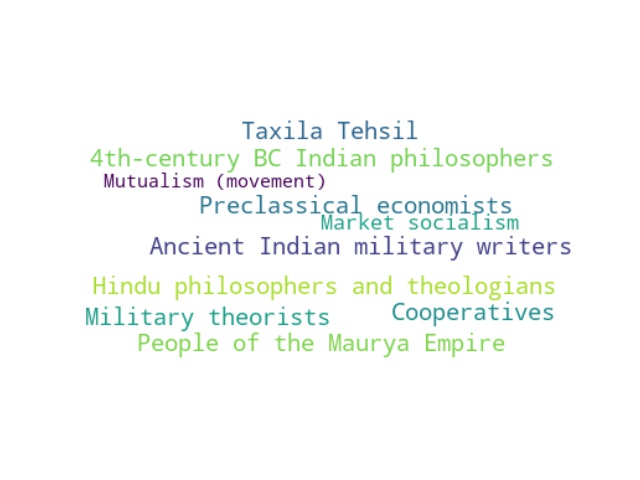 Taxila Tehsil
4th-century BC Indian philosophers
Mutualism (movement)
Preclassical economists
Market socialism
Ancient Indian military writers
Hindu philosophers and theologians
Cooperatives
Military theorists
People of the Maurya Empire